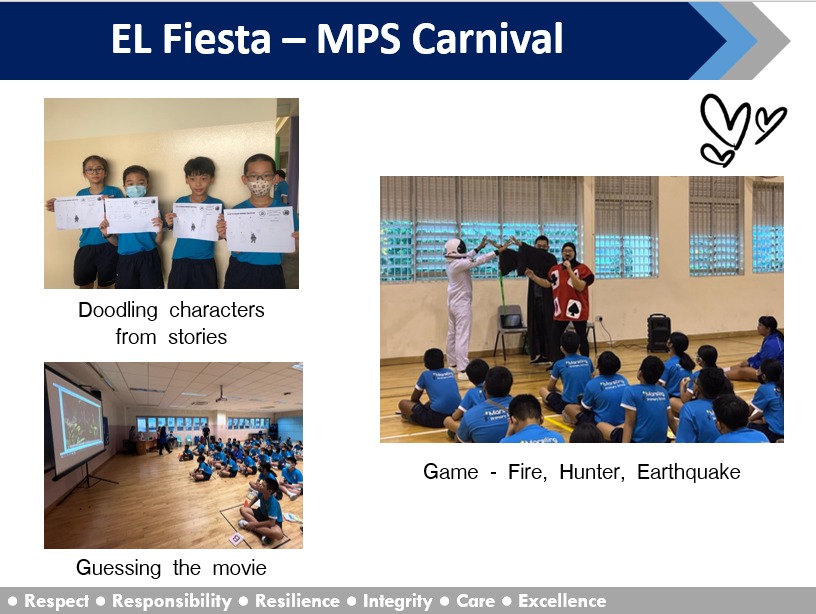 EL Fiesta – MPS Carnival
Doodling characters
from stories
Guessing the movie
Game - Fire, Hunter, Earthquake
● Respect ● Responsibility ● Resilience ● Integrity ● Care ● Excellence